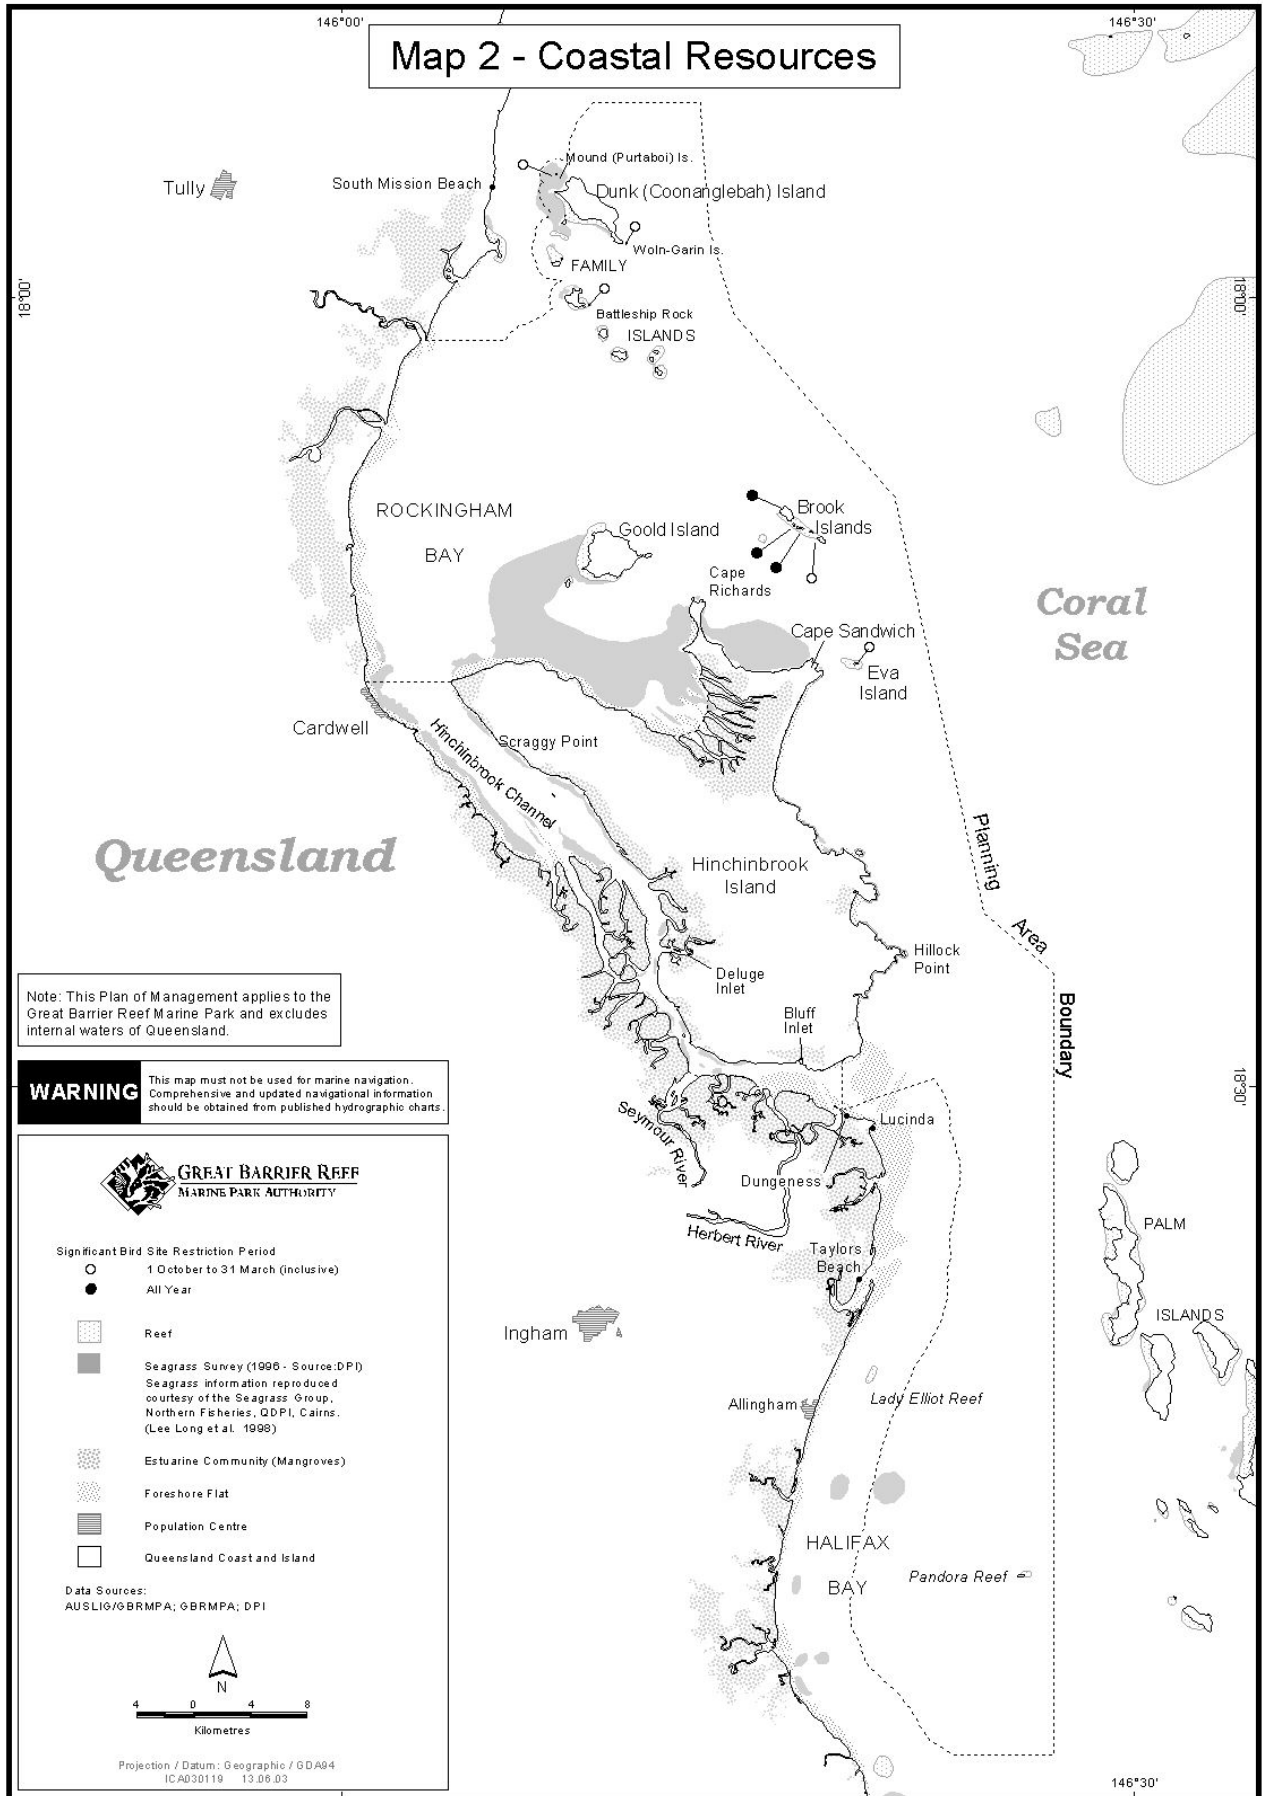 146°00'
146°30'
Map 2 - Coastal Resources
Mound (Purtaboi) Is.
Tully
South Mission Beach
Dunk (Coonanglebah) Island
Woln-Garin Is.
FAMILY
18°00'
18°00'
Battleship Rock
ISLANDS
ROCKINGHAM
BAY
Goold Island
Brook
Islands
Cape
Richards
Coral
Sea
Cape Sandwich
Eva
Island
Cardwell
Hinchinbrook Channel
Scraggy Point
Queensland
Hinchinbrook
Island
Planning
Area
Boundary
Hillock
Point
Deluge
Inlet
Bluff
Inlet
Note: This Plan of Management applies to the
Great Barrier Reef Marine Park and excludes
internal waters of Queensland.
WARNING
This map must not be used for marine navigation.
Comprehensive and updated navigational information
should be obtained from published hydrographic charts.
18°30'
Seymour River
Lucinda
Dungeness
Herbert River
Taylors
Beach
PALM
ISLANDS
Ingham
Allingham
Lady Elliot Reef
HALIFAX
BAY
Pandora Reef
GREAT BARRIER REEF
MARINE PARK AUTHORITY
Significant Bird Site Restriction Period
1 October to 31 March (inclusive)
All Year
Reef
Seagrass Survey (1996 - Source:DPI)
Seagrass information reproduced
courtesy of the Seagrass Group,
Northern Fisheries, QDPI, Cairns.
(Lee Long et al. 1998)
Estuarine Community (Mangroves)
Foreshore Flat
Population Centre
Queensland Coast and Island
Data Sources:
AUSLIG/GBRMPA; GBRMPA; DPI
N
4 0 4 8
Kilometres
Projection / Datum: Geographic / GDA94
ICA030119 13.06.03
146°30'